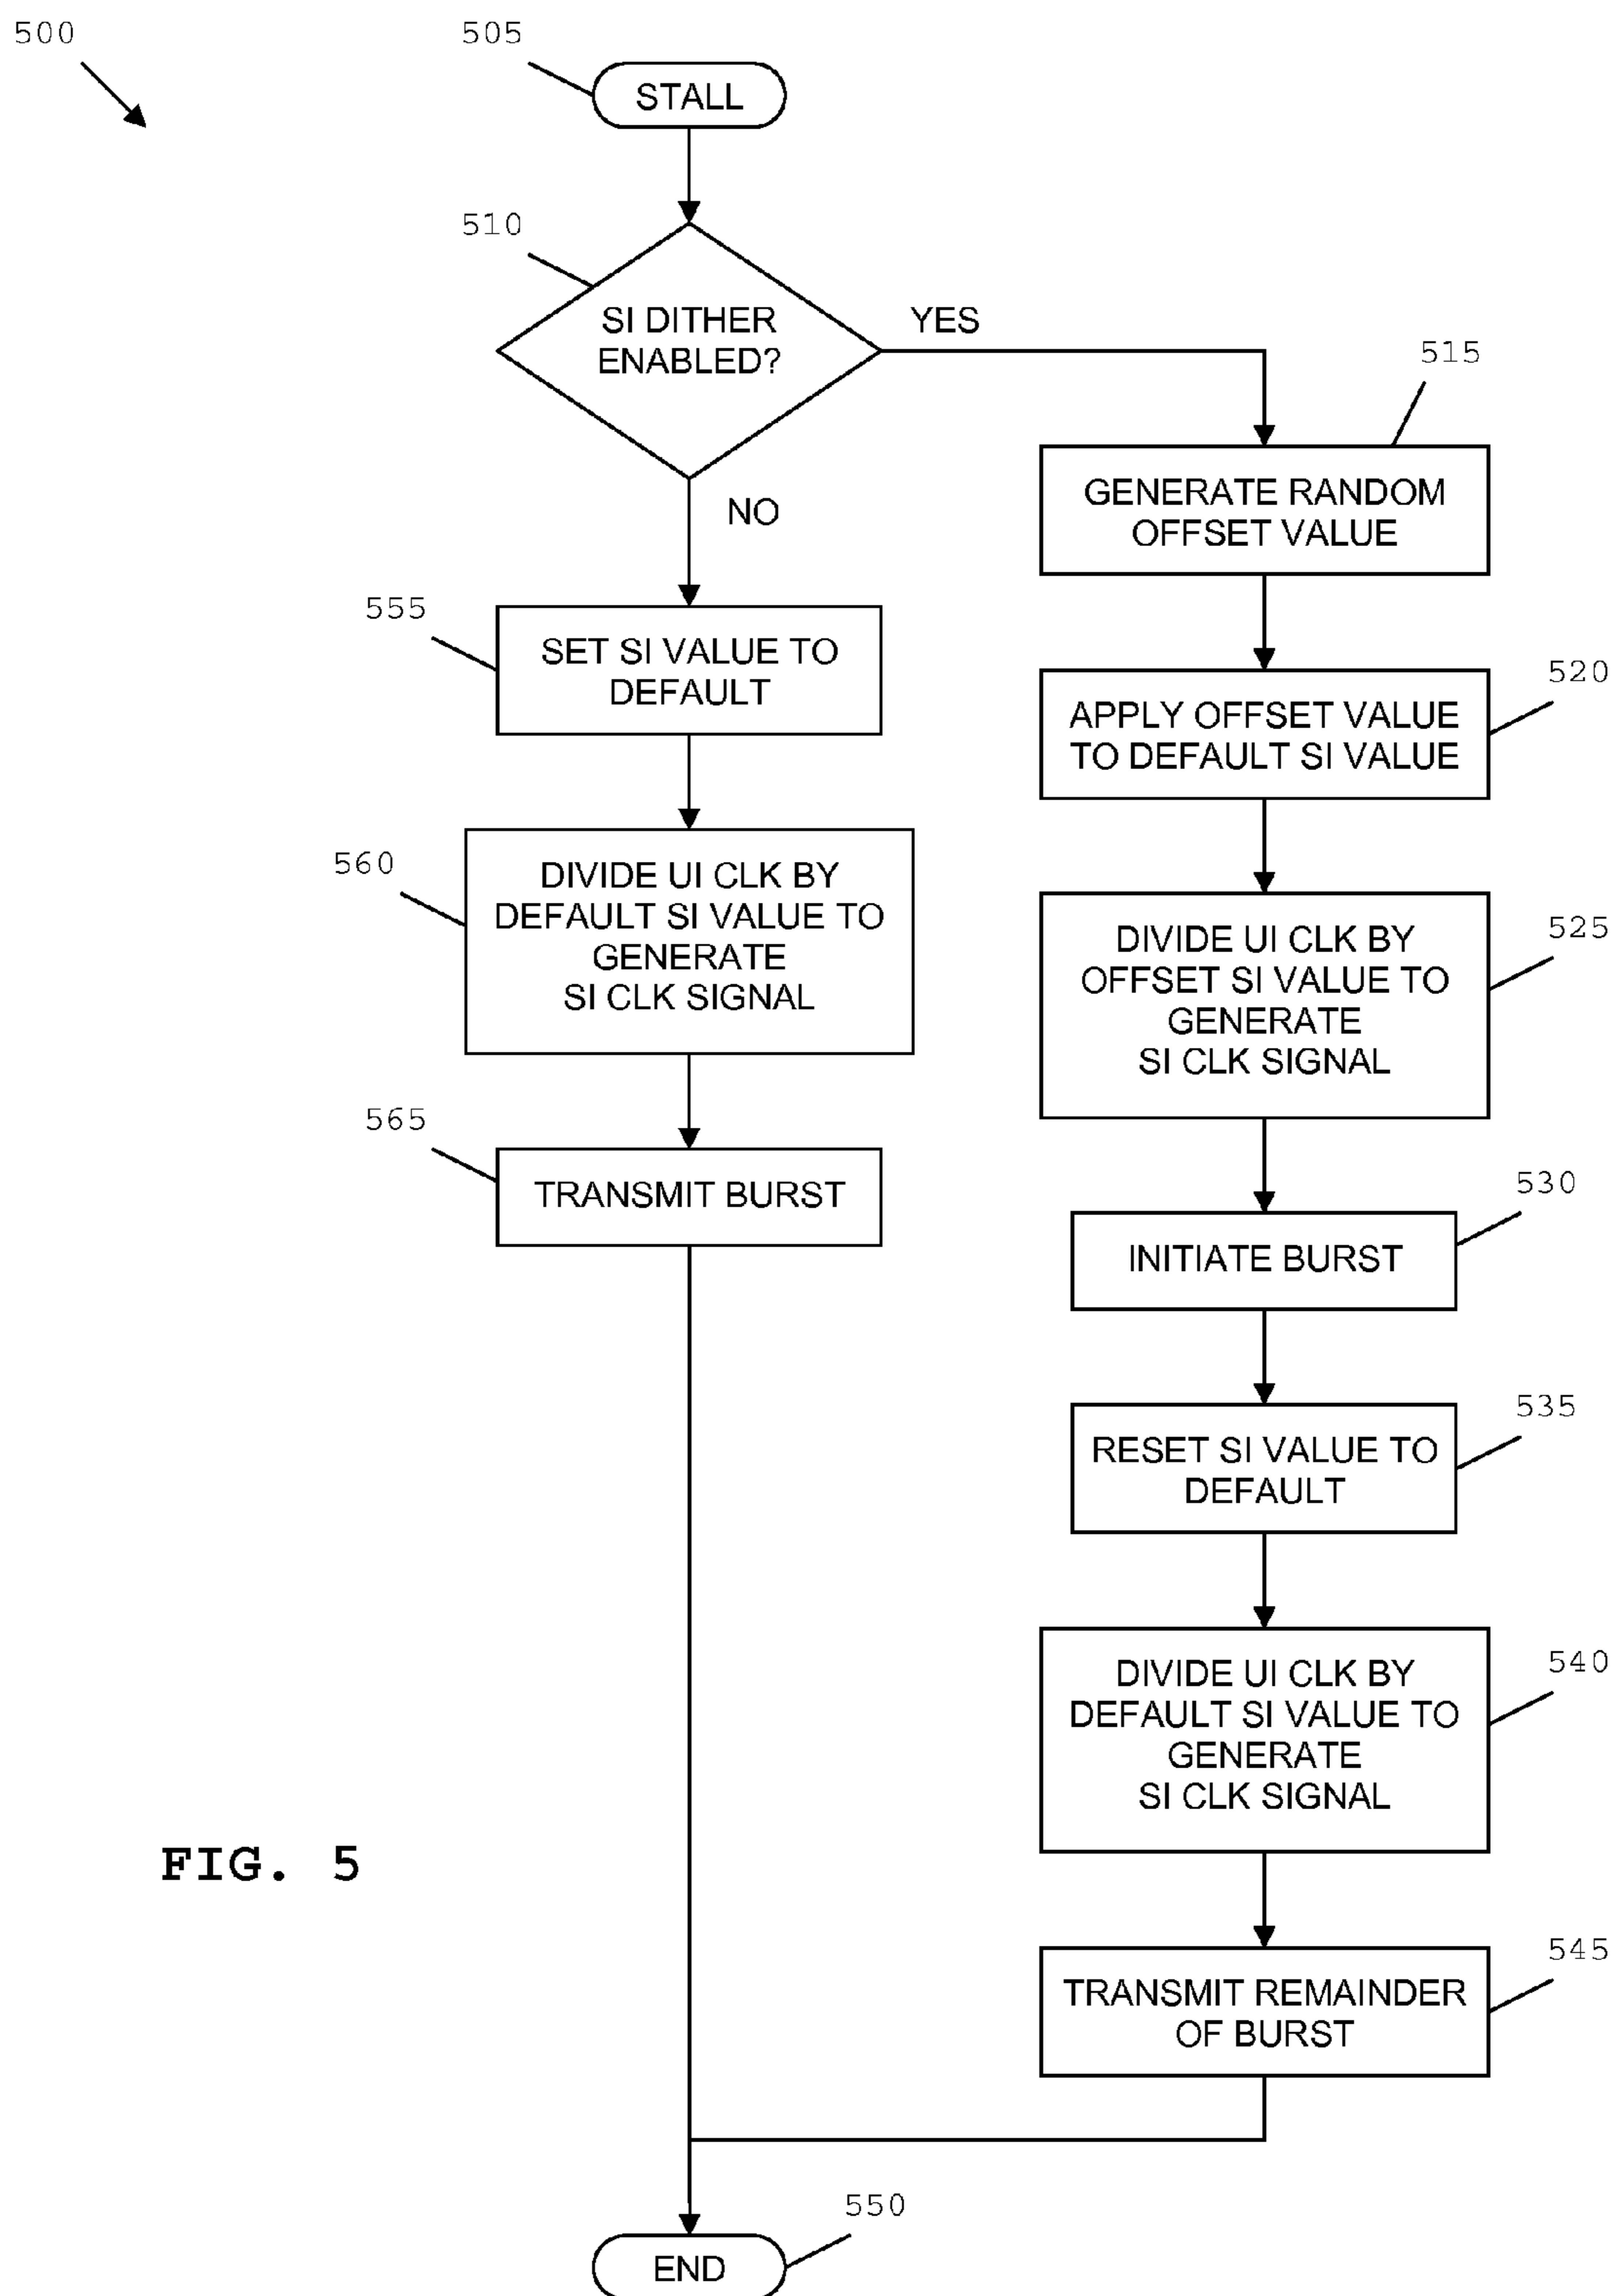 500
505
STALL
510
SI DITHER
ENABLED?
YES
NO
515
GENERATE RANDOM
OFFSET VALUE
555
SET SI VALUE TO
DEFAULT
520
APPLY OFFSET VALUE
TO DEFAULT SI VALUE
560
DIVIDE UI CLK BY
DEFAULT SI VALUE TO
GENERATE
SI CLK SIGNAL
525
DIVIDE UI CLK BY
OFFSET SI VALUE TO
GENERATE
SI CLK SIGNAL
565
TRANSMIT BURST
530
INITIATE BURST
535
RESET SI VALUE TO
DEFAULT
540
DIVIDE UI CLK BY
DEFAULT SI VALUE TO
GENERATE
SI CLK SIGNAL
FIG. 5
545
TRANSMIT REMAINDER
OF BURST
550
END